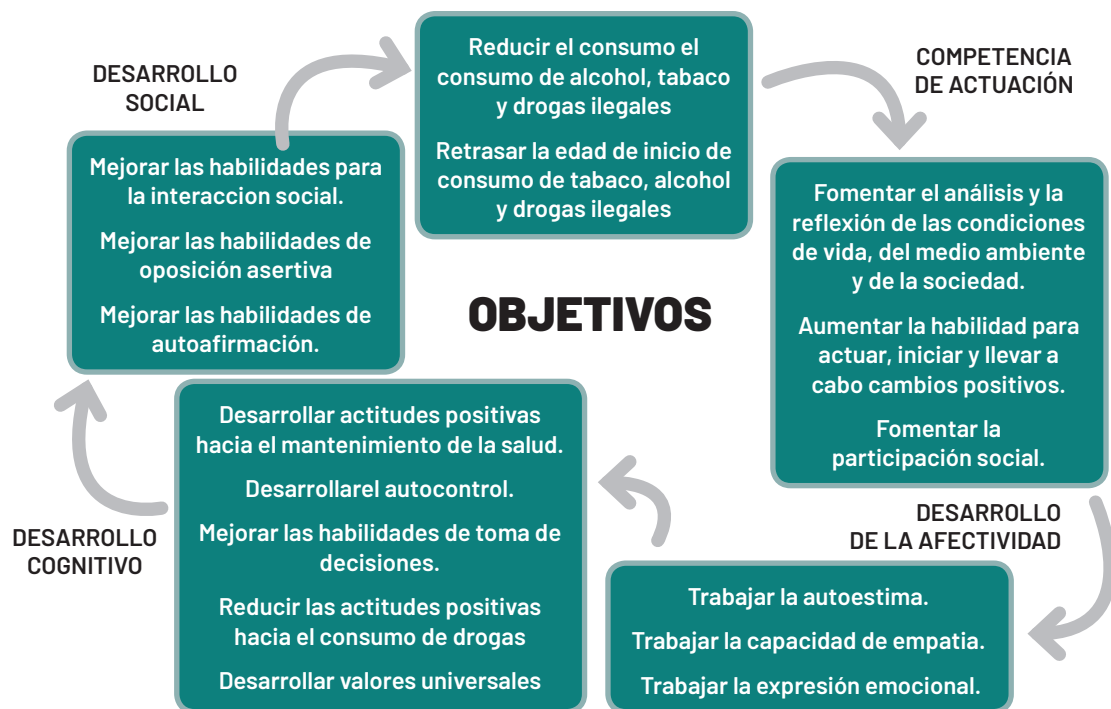 Reducir el consumo el
consumo de alcohol, tabaco
y drogas ilegales
Retrasar la edad de inicio de
consumo de tabaco, alcohol
y drogas ilegales
COMPETENCIA
DE ACTUACIÓN
Fomentar el análisis y la
reflexión de las condiciones
de vida, del medio ambiente
y de la sociedad.
Aumentar la habilidad para
actuar, iniciar y llevar a
cabo cambios positivos.
Fomentar la
participación social.
DESARROLLO
DE LA AFECTIVIDAD
Trabajar la autoestima.
Trabajar la capacidad de empatia.
Trabajar la expresión emocional.
Desarrollar actitudes positivas
hacia el mantenimiento de la salud.
Desarrollarel autocontrol.
Mejorar las habilidades de toma de
decisiones.
Reducir las actitudes positivas
hacia el consumo de drogas
Desarrollar valores universales
DESARROLLO
COGNITIVO
Mejorar las habilidades para
la interaccion social.
Mejorar las habilidades de
oposición asertiva
Mejorar las habilidades de
autoafirmación.
DESARROLLO
SOCIAL
OBJETIVOS